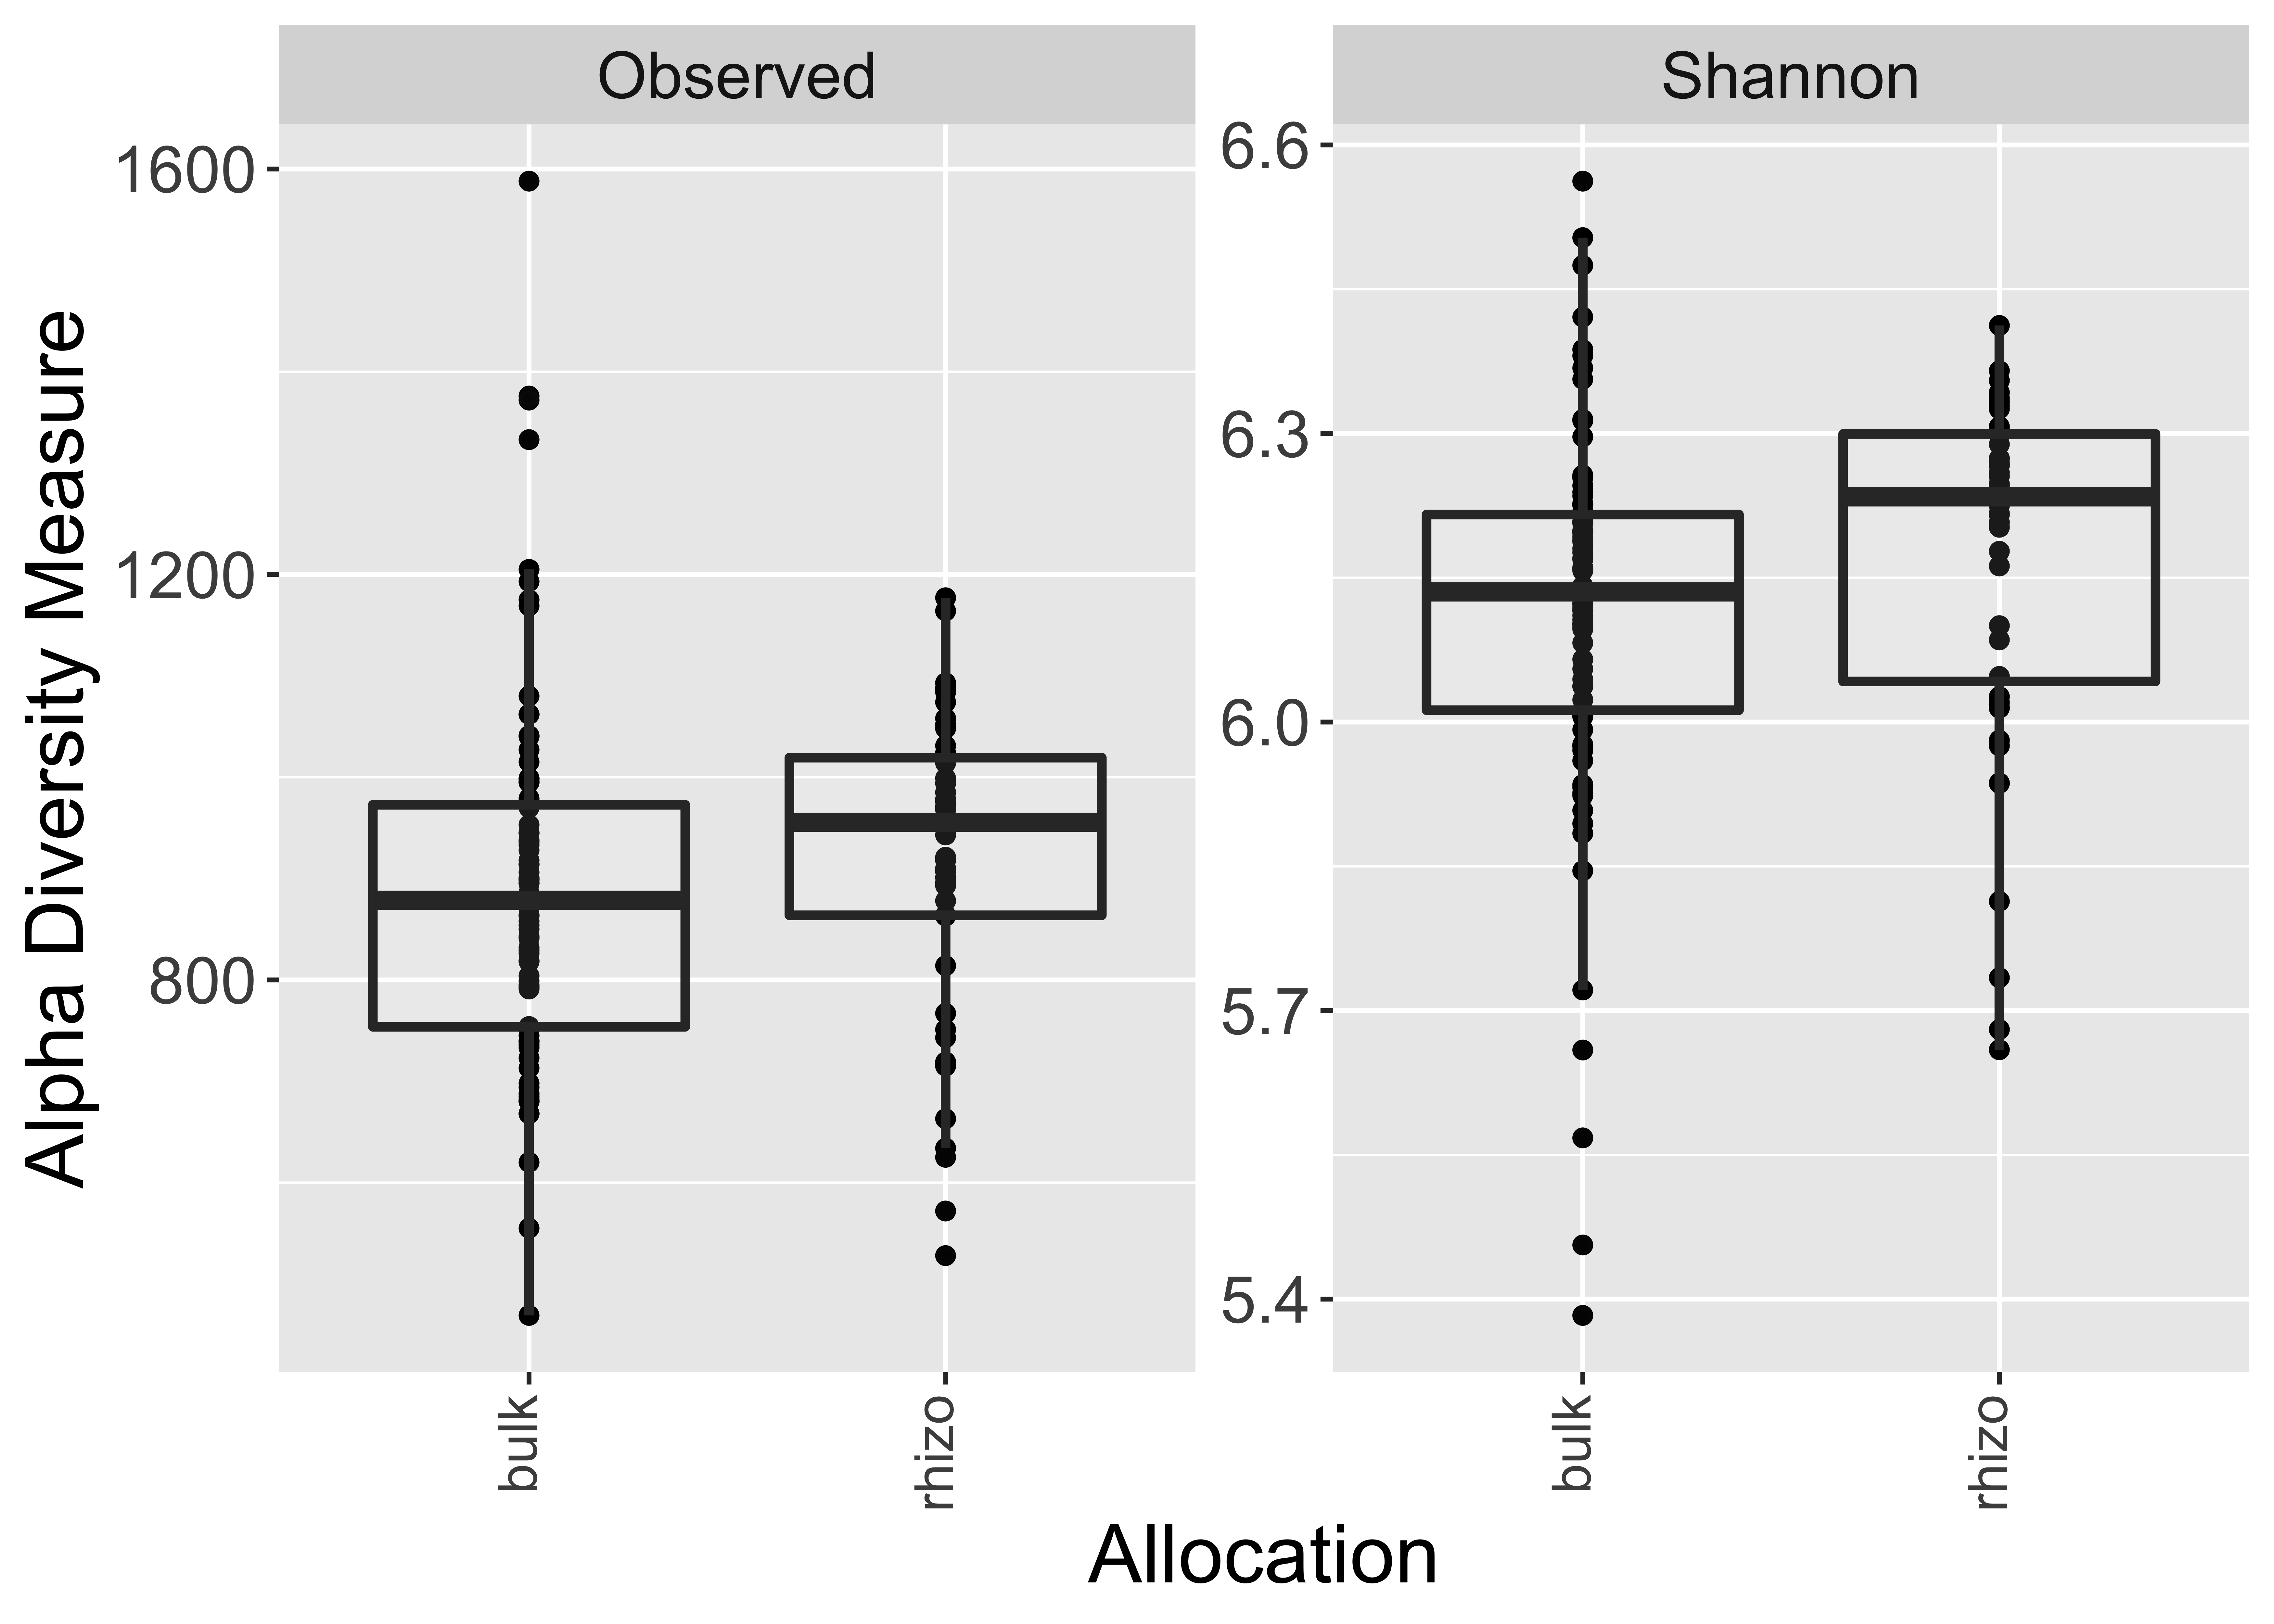 Observed
Shannon
Alpha Diversity Measure
1600
1200
800
6.6
6.3
6.0
5.7
5.4
bulk
rhizo
bulk
rhizo
Allocation